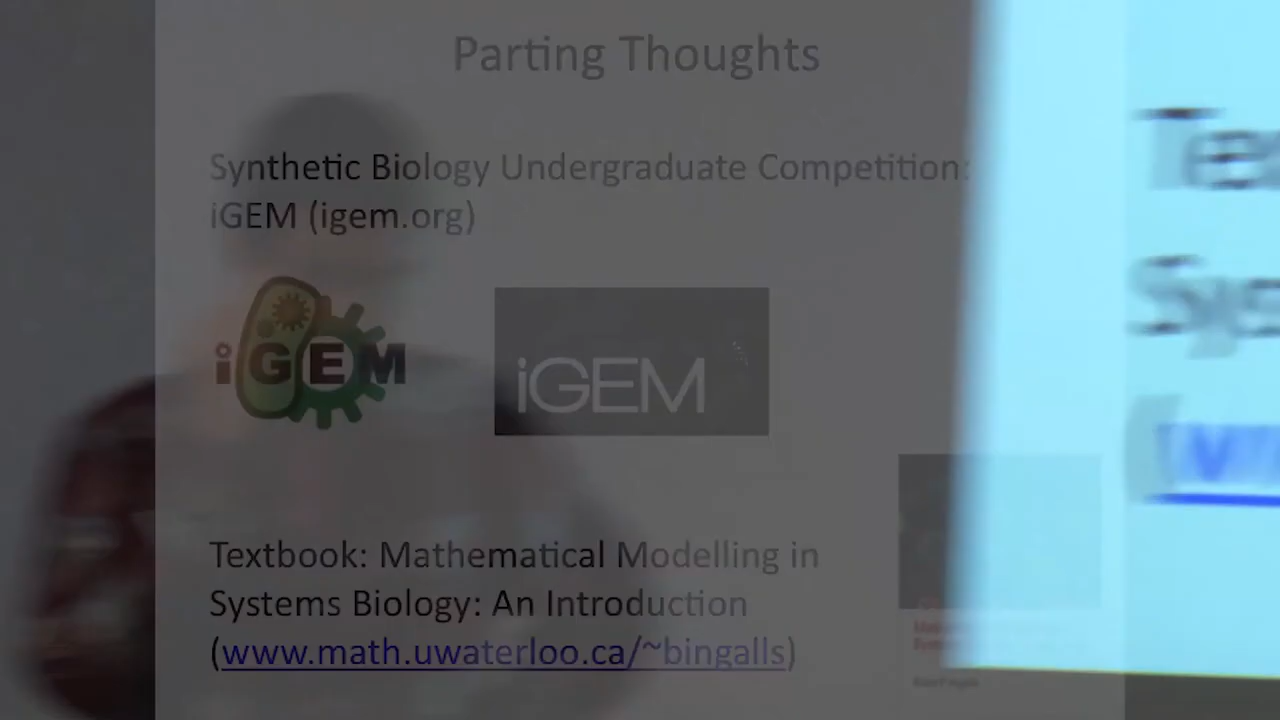 Parting Thoughts
Synthetic Biology Undergraduate Competition:
iGEM (igem.org)
iGEM
iGEM
Textbook: Mathematical Modelling in
Systems Biology: An Introduction
(www.math.uwaterloo.ca/~bingalls)